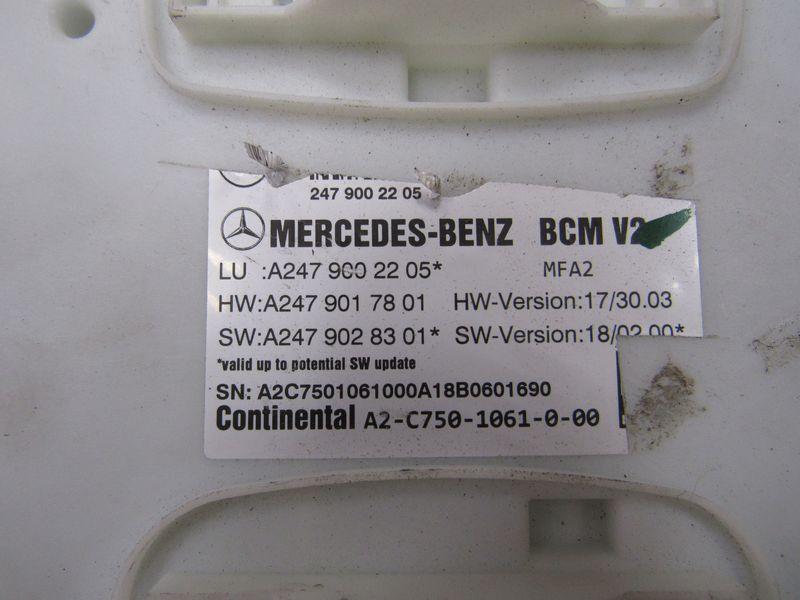 247 900 22 05
MERCEDES-BENZ BCM V2
LU :A247 900 22 05* MFA2
HW:A247 901 78 01 HW-Version:17/30.03
SW:A247 902 83 01* SW-Version:18/02.00*
*valid up to potential SW update
SN: A2C7501061000A18B0601690
Continental A2-C750-1061-0-00